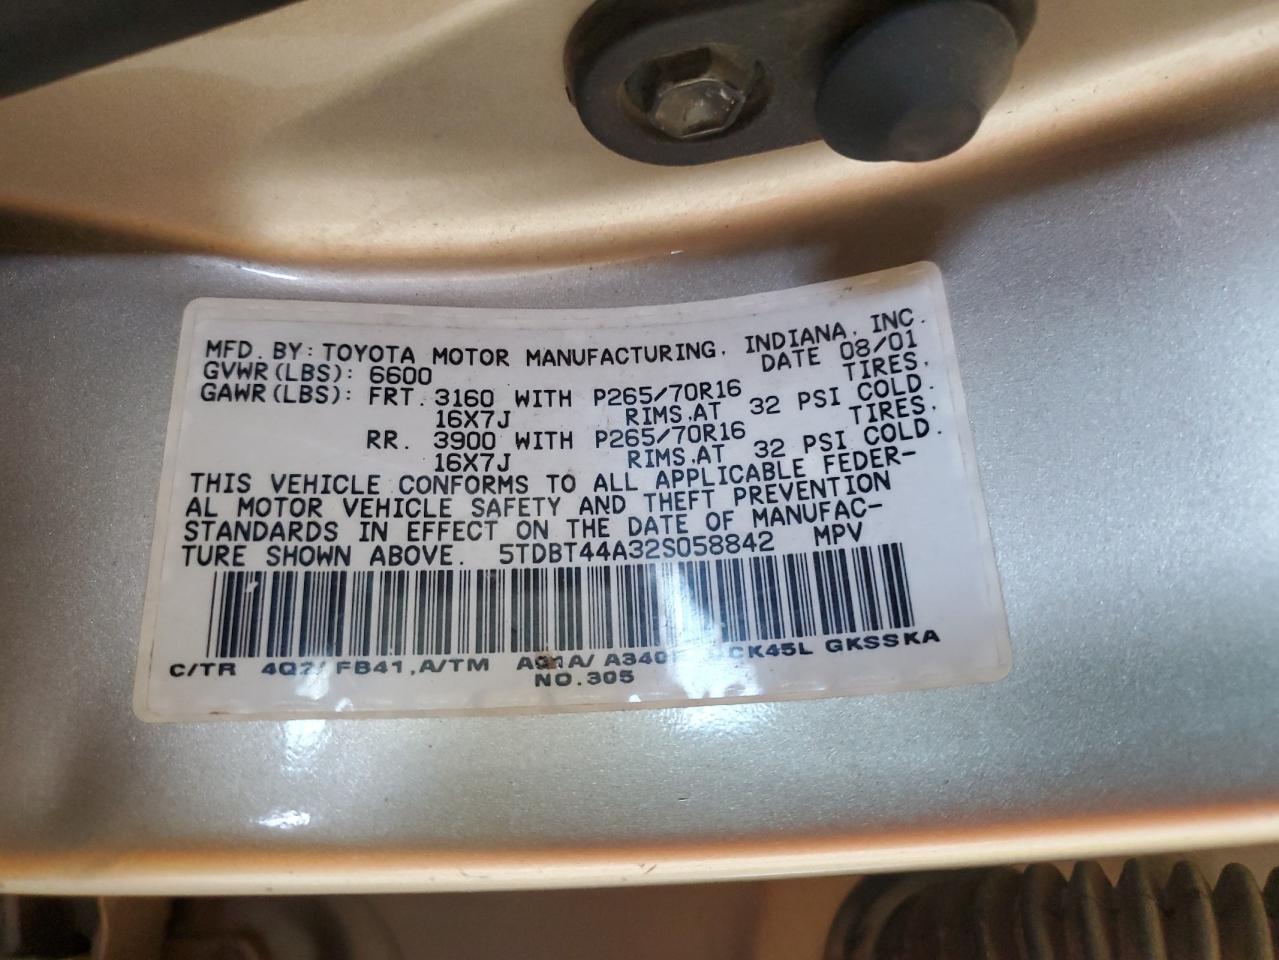 MFD. BY: TOYOTA MOTOR MANUFACTURING, INDIANA, INC.
GVWR(LBS): 6600 DATE 08/01
GAWR(LBS): FRT. 3160 WITH P265/70R16 TIRES,
16X7J RIMS,AT 32 PSI COLD.
RR. 3900 WITH P265/70R16 TIRES,
16X7J RIMS,AT 32 PSI COLD.
THIS VEHICLE CONFORMS TO ALL APPLICABLE FEDER-
AL MOTOR VEHICLE SAFETY AND THEFT PREVENTION
STANDARDS IN EFFECT ON THE DATE OF MANUFAC-
TURE SHOWN ABOVE. 5TDBT44A32S058842 MPV
C/TR 4Q2/ FB41,A/TM GKSSKA
NO.305